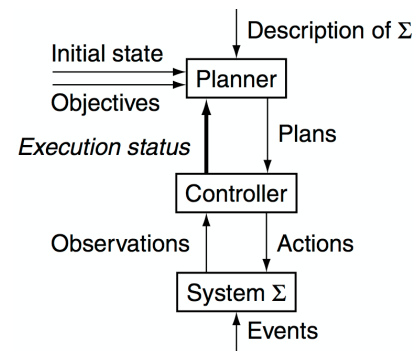 Description of Σ
Initial state
Planner
Objectives
Plans
Execution status
Controller
Observations
Actions
System Σ
Events